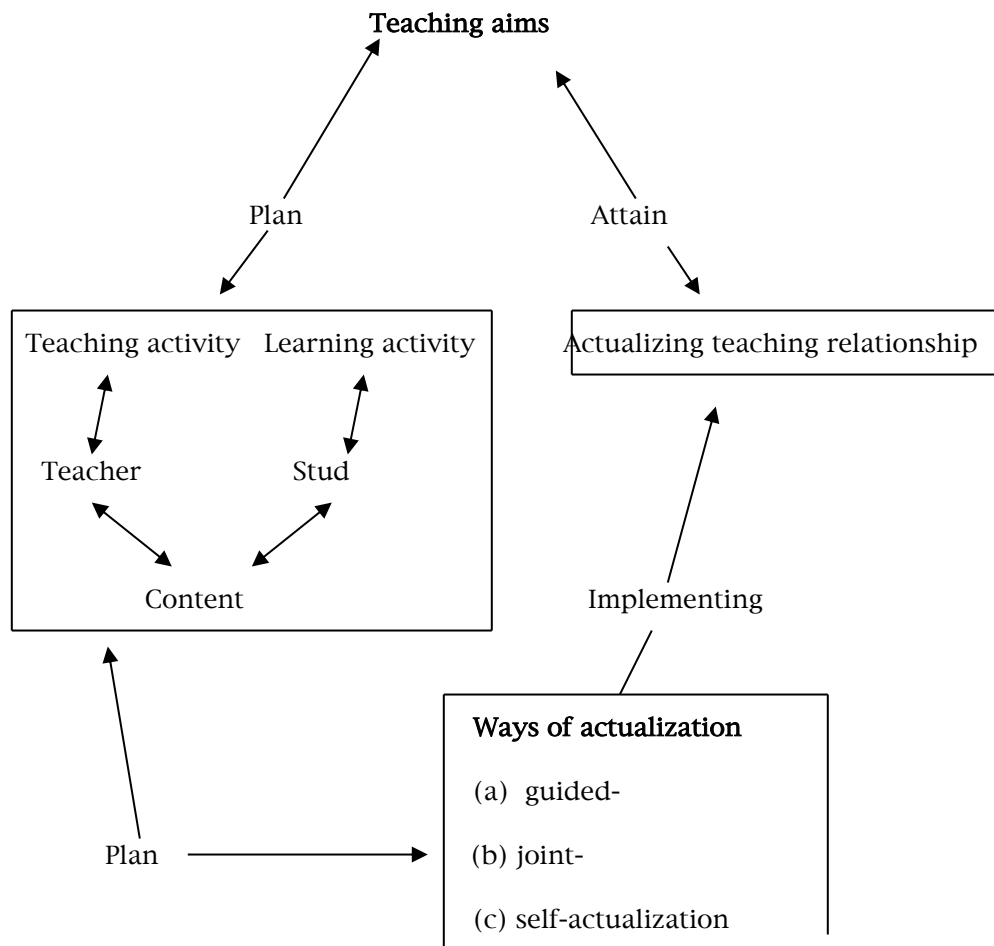 Teaching aims
Plan
Attain
Teaching activity Learning activity
Actualizing teaching relationship
Teacher
Stud
Content
Implementing
Ways of actualization
(a) guided-
Plan
(b) joint-
(c) self-actualization